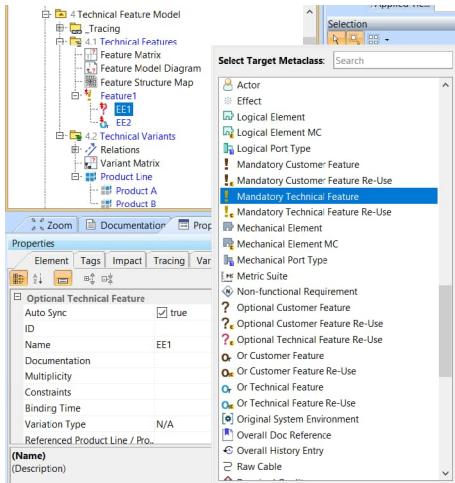 4 Technical Feature Model
_Tracing
4.1 Technical Features
Feature Matrix
Feature Model Diagram
Feature Structure Map
Feature1
EE1
EE2
4.2 Technical Variants
Relations
Variant Matrix
Product Line
Product A
Product B
Selection
Select Target Metaclass:
Search
Actor
Effect
Logical Element
Logical Element MC
Logical Port Type
Mandatory Customer Feature
Mandatory Customer Feature Re-Use
Mandatory Technical Feature
Mandatory Technical Feature Re-Use
Mechanical Element
Mechanical Element MC
Mechanical Port Type
Metric Suite
Non-functional Requirement
Optional Customer Feature
Optional Customer Feature Re-Use
Optional Technical Feature Re-Use
Or Customer Feature
Or Customer Feature Re-Use
Or Technical Feature
Or Technical Feature Re-Use
Original System Environment
Overall Doc Reference
Overall History Entry
Raw Cable
Zoom Documentation Prop
Properties
Element Tags Impact Tracing Var
Optional Technical Feature
Auto Sync true
ID
Name EE1
Documentation
Multiplicity
Constraints
Binding Time
Variation Type N/A
Referenced Product Line / Pro..
(Name)
(Description)